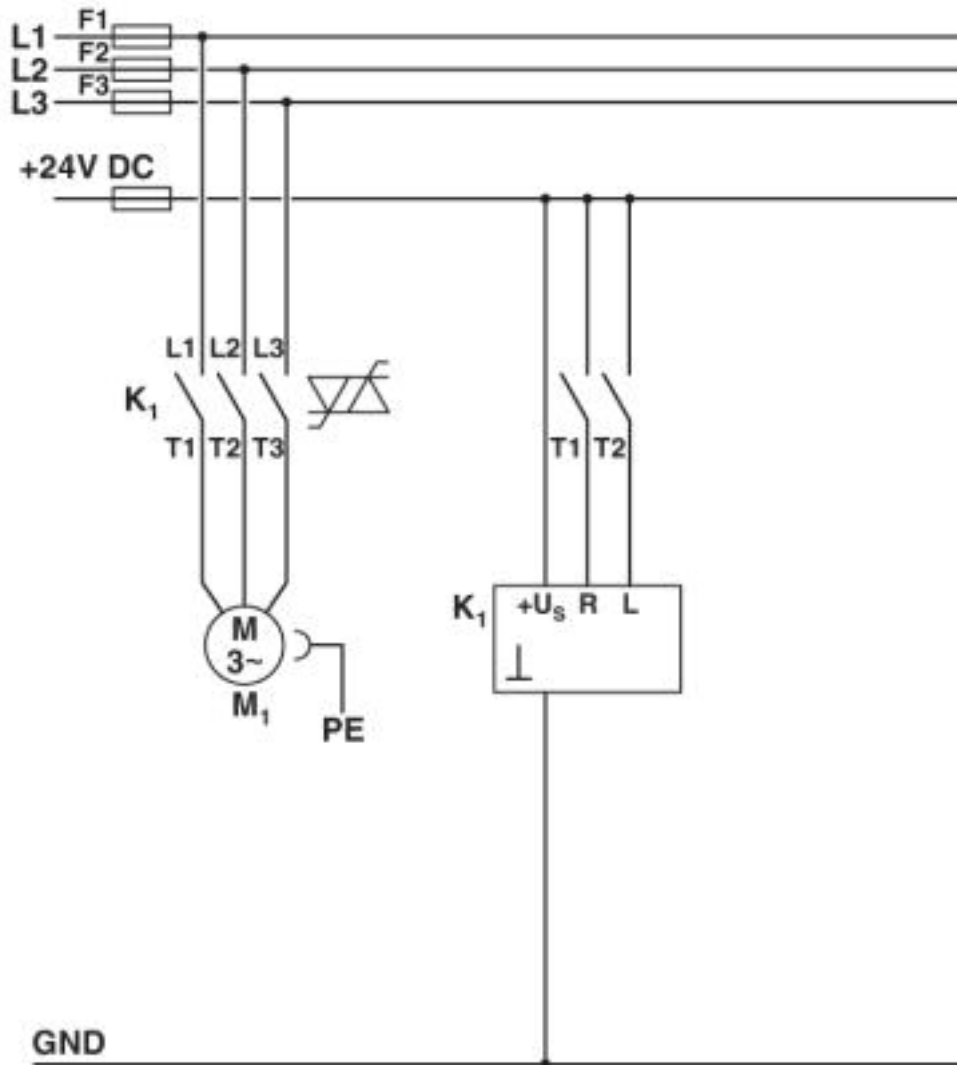 F1
L1
F2
L2
F3
L3
+24V DC
L1 L2 L3
K₁
T1 T2 T3
T1 T2
M
3~
M₁
PE
K₁
+Uₛ R L
GND